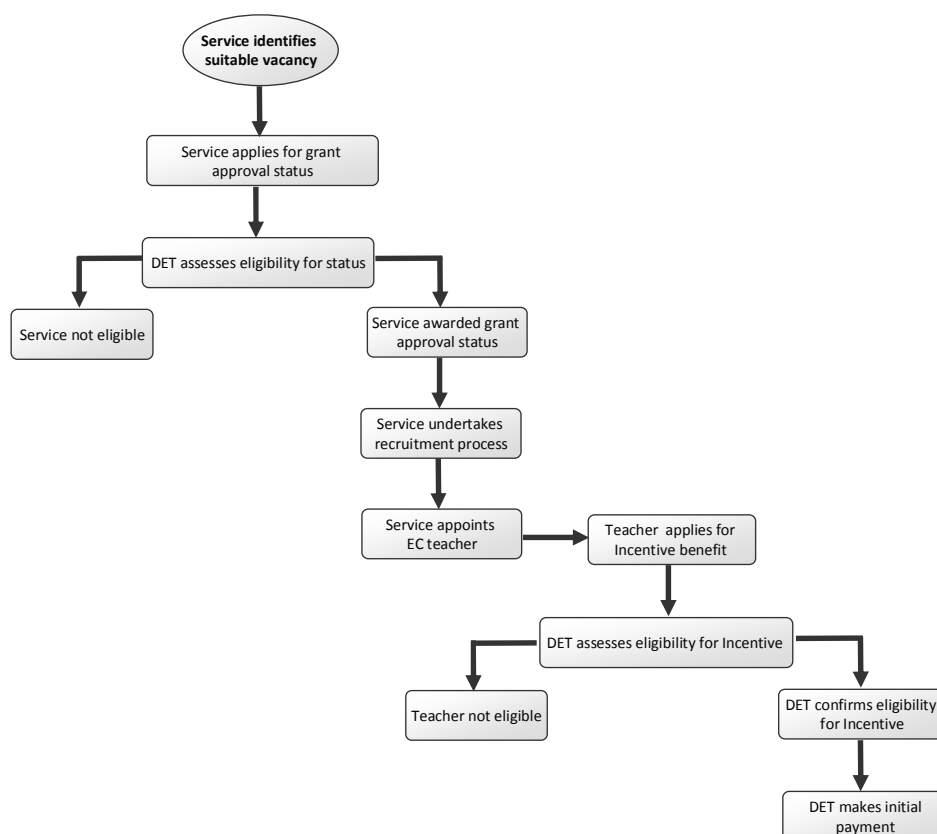 Service identifies
suitable vacancy
Service applies for grant
approval status
DET assesses eligibility for status
Service not eligible
Service awarded grant
approval status
Service undertakes
recruitment process
Service appoints
EC teacher
Teacher applies for
Incentive benefit
DET assesses eligibility for Incentive
Teacher not eligible
DET confirms eligibility
for Incentive
DET makes initial
payment